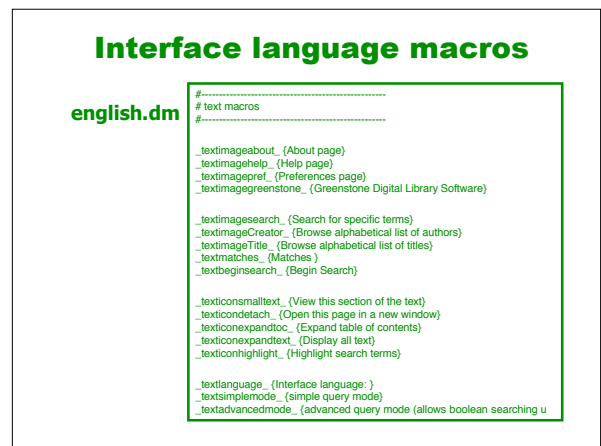 Interface language macros
english.dm
#----------------------------------------------------
# text macros
#----------------------------------------------------
_textimageabout_ {About page}
_textimagehelp_ {Help page}
_textimagepref_ {Preferences page}
_textimagegreenstone_ {Greenstone Digital Library Software}
_textimagesearch_ {Search for specific terms}
_textimageCreator_ {Browse alphabetical list of authors}
_textimageTitle_ {Browse alphabetical list of titles}
_textmatches_ {Matches }
_textbeginsearch_ {Begin Search}
_texticonsmalltext_ {View this section of the text}
_texticondetach_ {Open this page in a new window}
_texticonexpandtoc_ {Expand table of contents}
_texticonexpandtext_ {Display all text}
_texticonhighlight_ {Highlight search terms}
_textlanguage_ {Interface language: }
_textsimplemode_ {simple query mode}
_textadvancedmode_ {advanced query mode (allows boolean searching u